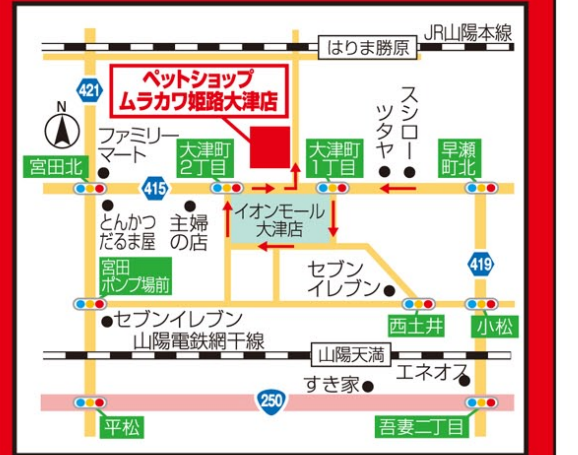 JR山陽本線
はりま勝原
421
ペットショップ
ムラカワ姫路大津店
N
スシロー
ツタヤ
ファミリー
マート
宮田北
大津町
2丁目
大津町
1丁目
早瀬
町北
415
とんかつ
だるま屋
主婦
の店
イオンモール
大津店
宮田
ポンプ場前
セブン
イレブン
419
セブンイレブン
西土井
小松
山陽電鉄網干線
山陽天満
すき家
エネオス
250
平松
吾妻二丁目